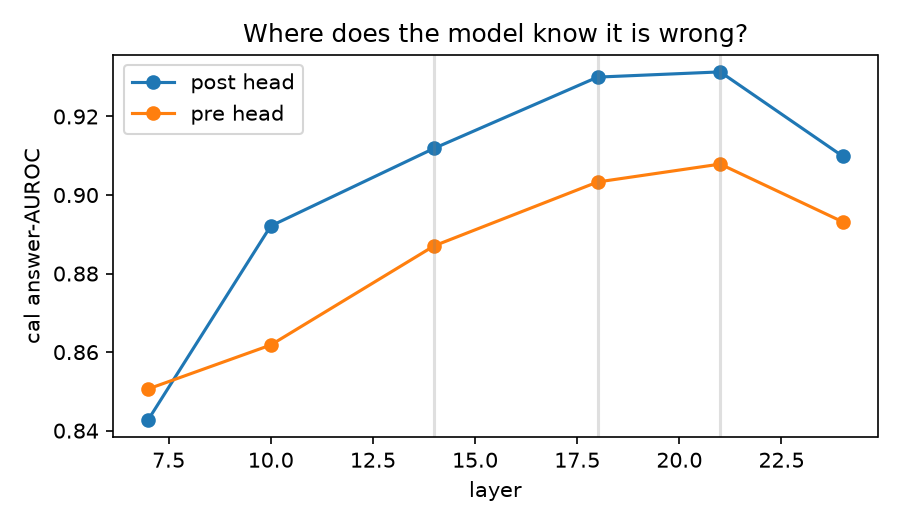 Where does the model know it is wrong?
post head
pre head
cal answer-AUROC
0.92
0.90
0.88
0.86
0.84
7.5 10.0 12.5 15.0 17.5 20.0 22.5
layer